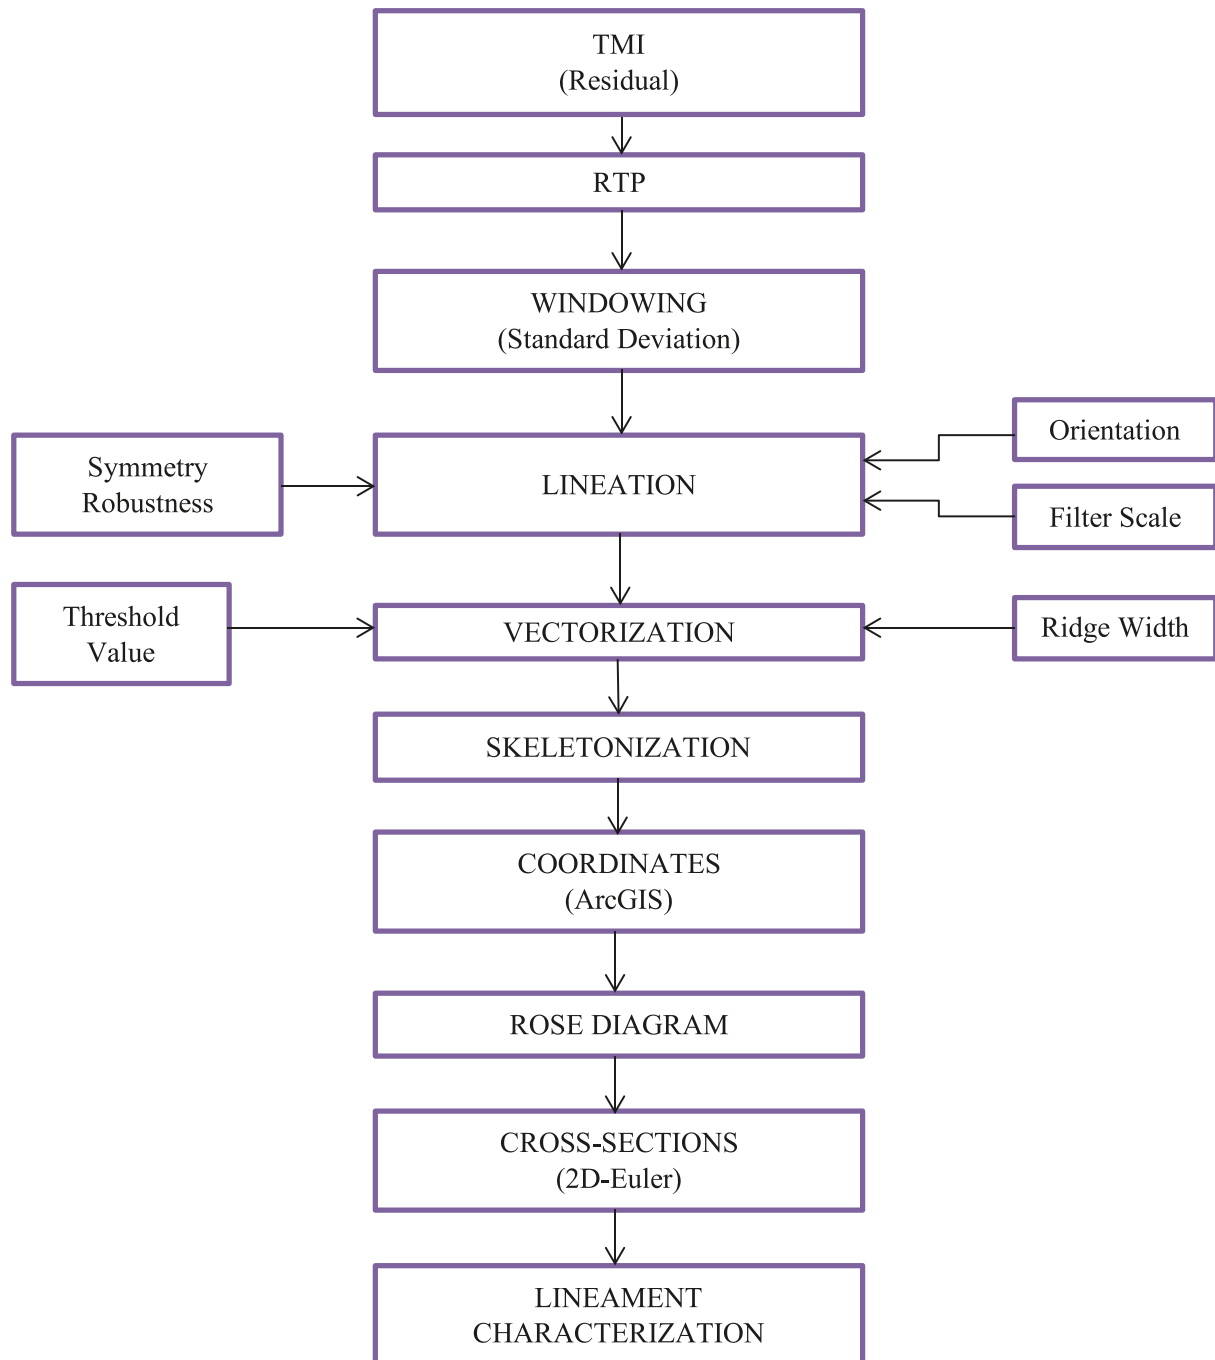 TMI
(Residual)
RTP
WINDOWING
(Standard Deviation)
Orientation
Symmetry
Robustness
LINEATION
Filter Scale
Threshold
Value
VECTORIZATION
Ridge Width
SKELETONIZATION
COORDINATES
(ArcGIS)
ROSE DIAGRAM
CROSS-SECTIONS
(2D-Euler)
LINEAMENT
CHARACTERIZATION